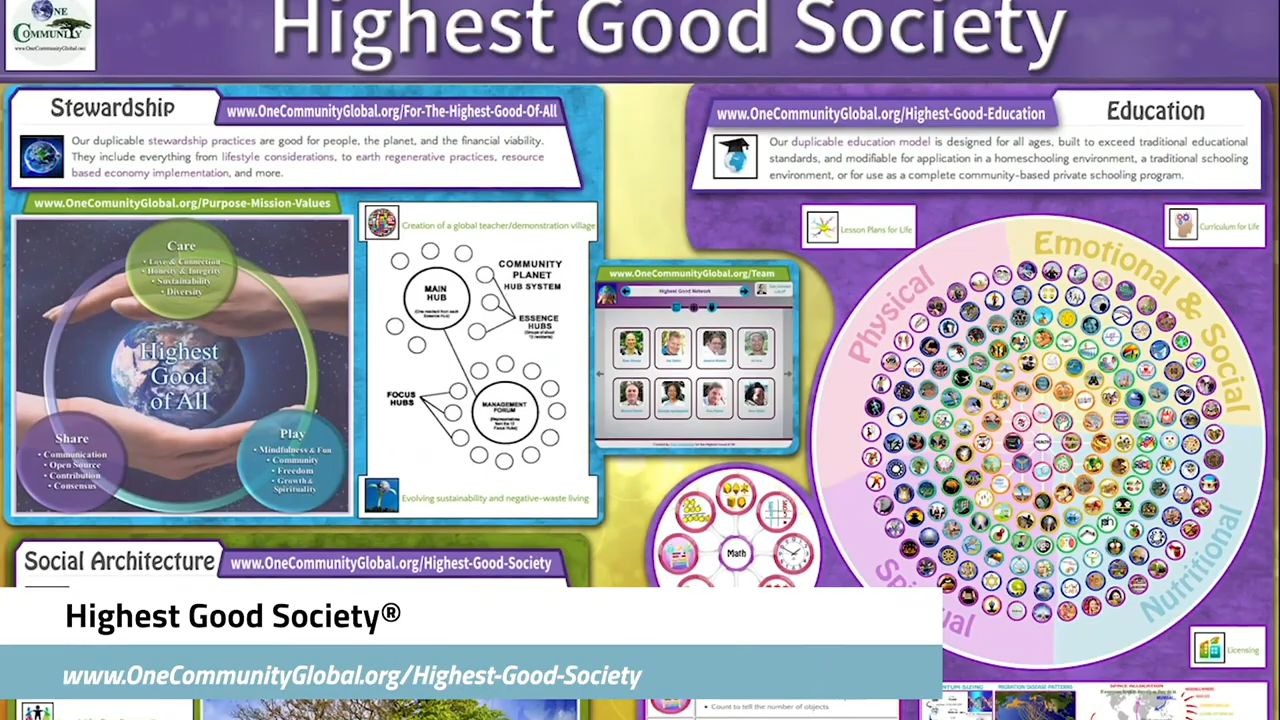 Highest Good Society
ONE
COMMUNITY
www.OneCommunityGlobal.org
Stewardship
www.OneCommunityGlobal.org/For-The-Highest-Good-Of-All
Our duplicable stewardship practices are good for people, the planet, and the financial viability.
They include everything from lifestyle considerations, to earth regenerative practices, resource
based economy implementation, and more.
www.OneComunityGlobal.org/Purpose-Mission-Values
Care
• Love & Connection
• Honesty & Integrity
• Sustainability
• Diversity
Highest
Good
of All
Share
• Communication
• Open Source
• Contribution
• Consensus
Play
• Mindfulness & Fun
• Community
• Freedom
• Growth &
Spirituality
Creation of a global teacher/demonstration village
COMMUNITY
PLANET
HUB SYSTEM
MAIN
HUB
ESSENCE
HUBS
FOCUS
HUBS
MANAGEMENT
FORUM
Evolving sustainability and negative-waste living
www.OneCommunityGlobal.org/Team
Highest Good Network
www.OneCommunityGlobal.org/Highest-Good-Education
Education
Our duplicable education model is designed for all ages, built to exceed traditional educational
standards, and modifiable for application in a homeschooling environment, a traditional schooling
environment, or for use as a complete community-based private schooling program.
Lesson Plans for Life
Curriculum for Life
Physical
Emotional & Social
Nutritional
Math
Licensing
Social Architecture
www.OneCommunityGlobal.org/Highest-Good-Society
Highest Good Society®
www.OneCommunityGlobal.org/Highest-Good-Society
MIGRATION DISEASE PATTERNS
• Count to tell the number of objects